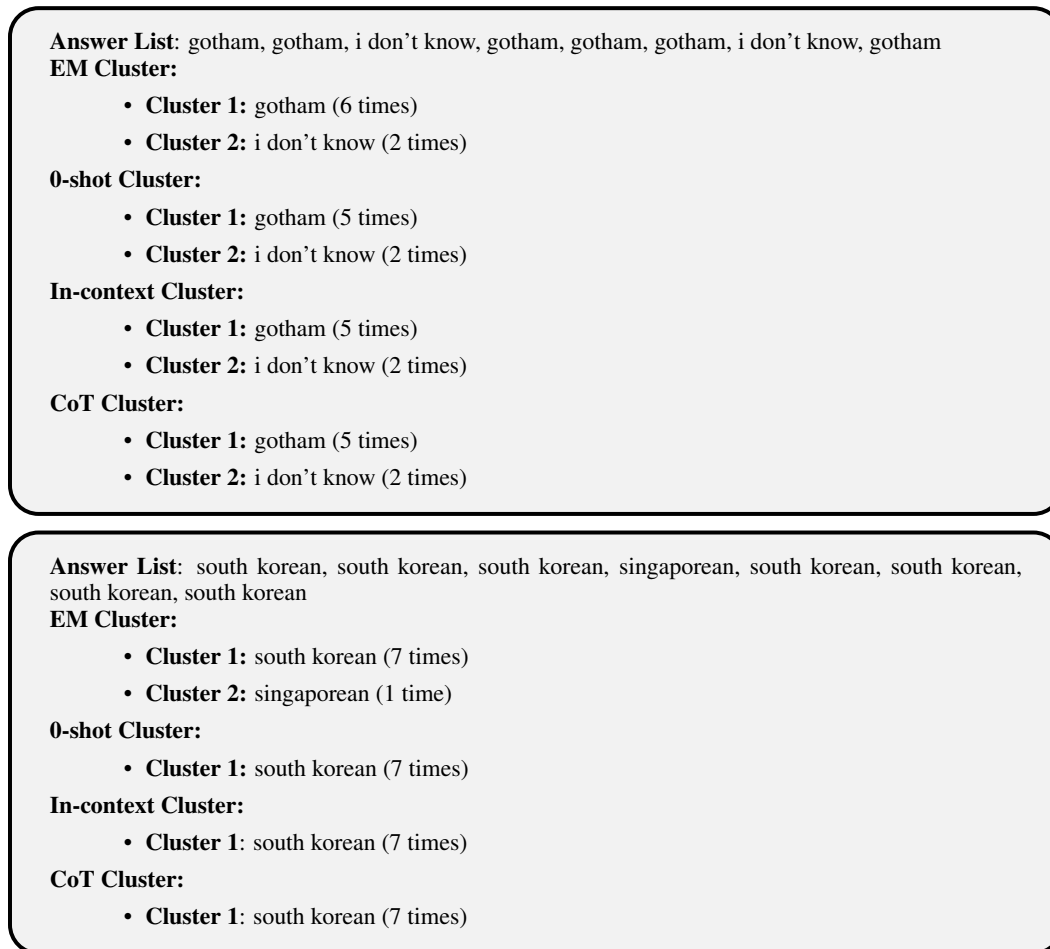 Answer List: gotham, gotham, i don’t know, gotham, gotham, gotham, i don’t know, gotham
EM Cluster:
• Cluster 1: gotham (6 times)
• Cluster 2: i don’t know (2 times)
0-shot Cluster:
• Cluster 1: gotham (5 times)
• Cluster 2: i don’t know (2 times)
In-context Cluster:
• Cluster 1: gotham (5 times)
• Cluster 2: i don’t know (2 times)
CoT Cluster:
• Cluster 1: gotham (5 times)
• Cluster 2: i don’t know (2 times)
Answer List: south korean, south korean, south korean, singaporean, south korean, south korean,
south korean, south korean
EM Cluster:
• Cluster 1: south korean (7 times)
• Cluster 2: singaporean (1 time)
0-shot Cluster:
• Cluster 1: south korean (7 times)
In-context Cluster:
• Cluster 1: south korean (7 times)
CoT Cluster:
• Cluster 1: south korean (7 times)